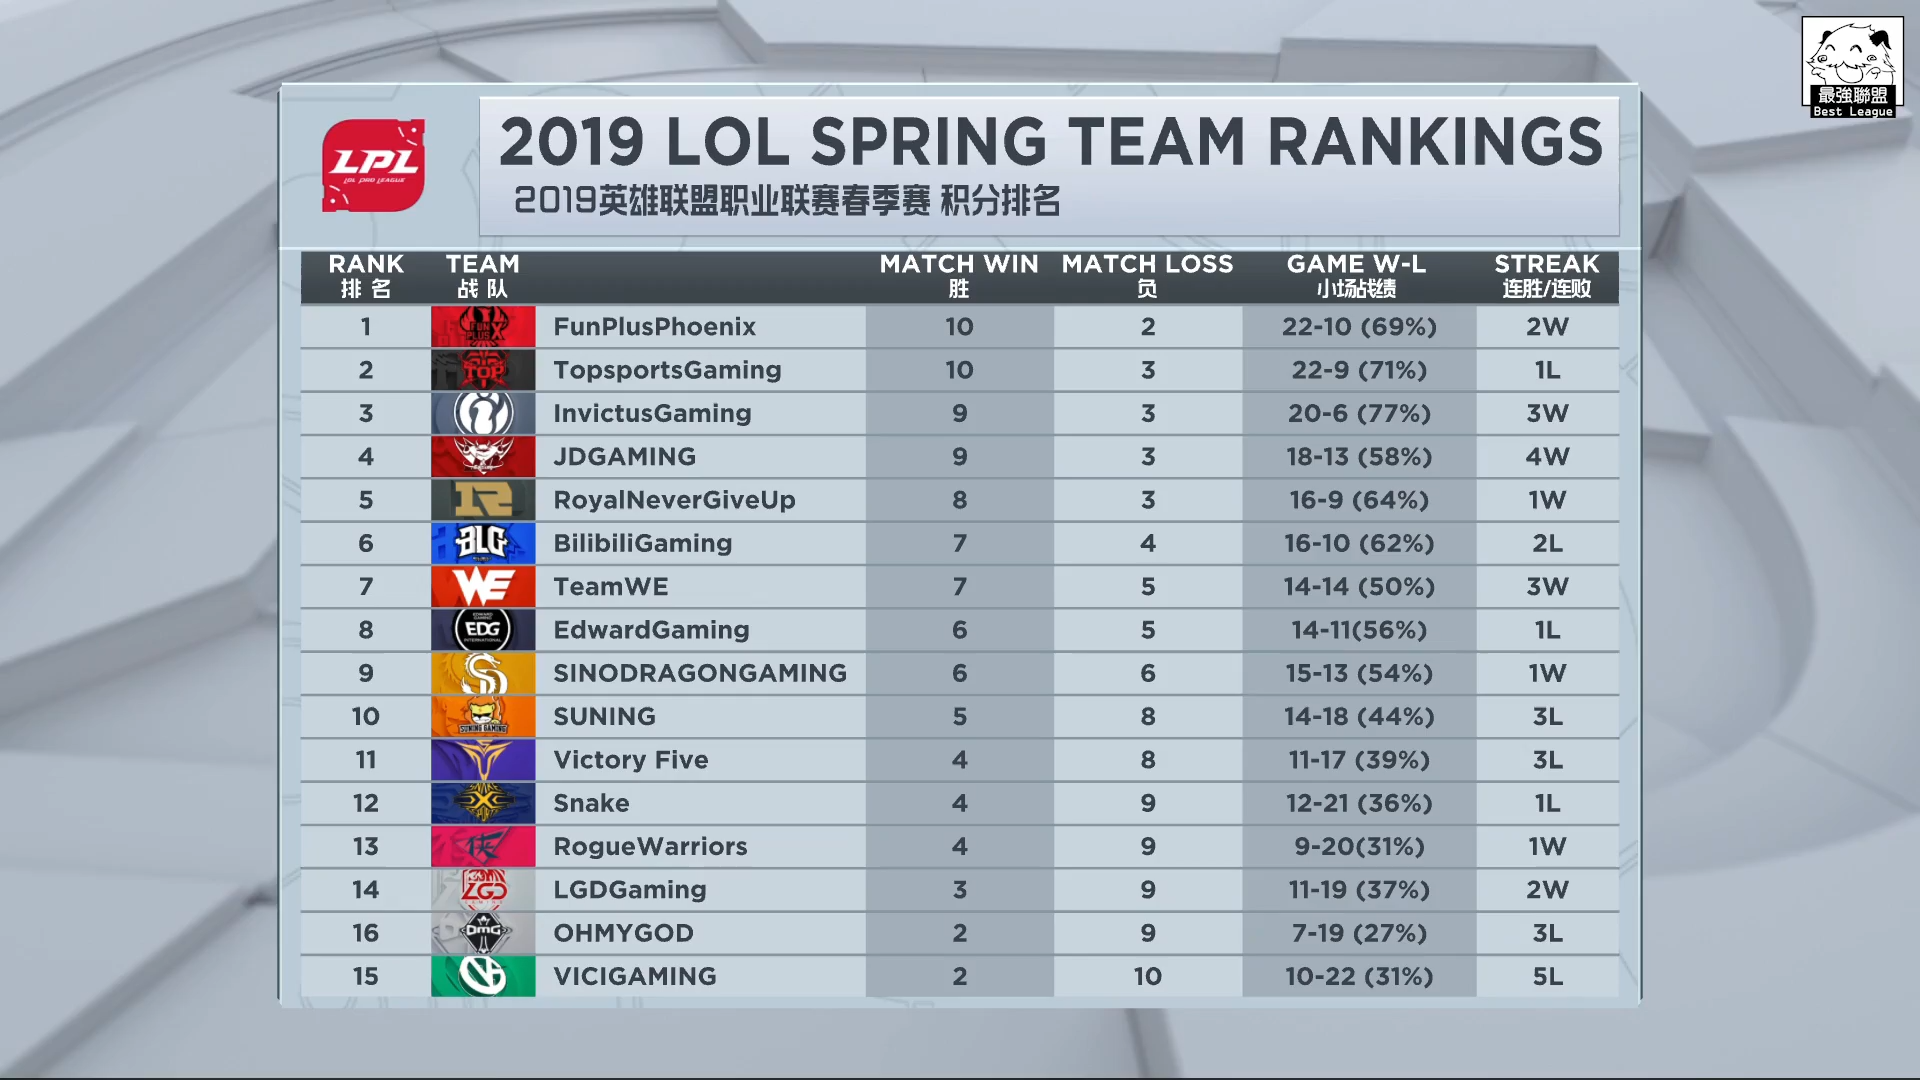 最強聯盟
Best League
LPL
LOL PRO LEAGUE
2019 LOL SPRING TEAM RANKINGS
2019英雄联盟职业联赛春季赛 积分排名
RANK TEAM MATCH WIN MATCH LOSS GAME W-L STREAK
排名 战队 胜 负 小场战绩 连胜/连败
1 FunPlusPhoenix 10 2 22-10 (69%) 2W
2 TOP TopsportsGaming 10 3 22-9 (71%) 1L
3 InvictusGaming 9 3 20-6 (77%) 3W
4 JDGAMING 9 3 18-13 (58%) 4W
5 R RoyalNeverGiveUp 8 3 16-9 (64%) 1W
6 BLG BilibiliGaming 7 4 16-10 (62%) 2L
7 WE TeamWE 7 5 14-14 (50%) 3W
8 EDG EdwardGaming 6 5 14-11(56%) 1L
9 SINODRAGONGAMING 6 6 15-13 (54%) 1W
10 SUNING GAMING SUNING 5 8 14-18 (44%) 3L
11 Victory Five 4 8 11-17 (39%) 3L
12 Snake 4 9 12-21 (36%) 1L
13 RogueWarriors 4 9 9-20(31%) 1W
14 LGD LGDGaming 3 9 11-19 (37%) 2W
16 OMG OHMYGOD 2 9 7-19 (27%) 3L
15 VG VICIGAMING 2 10 10-22 (31%) 5L